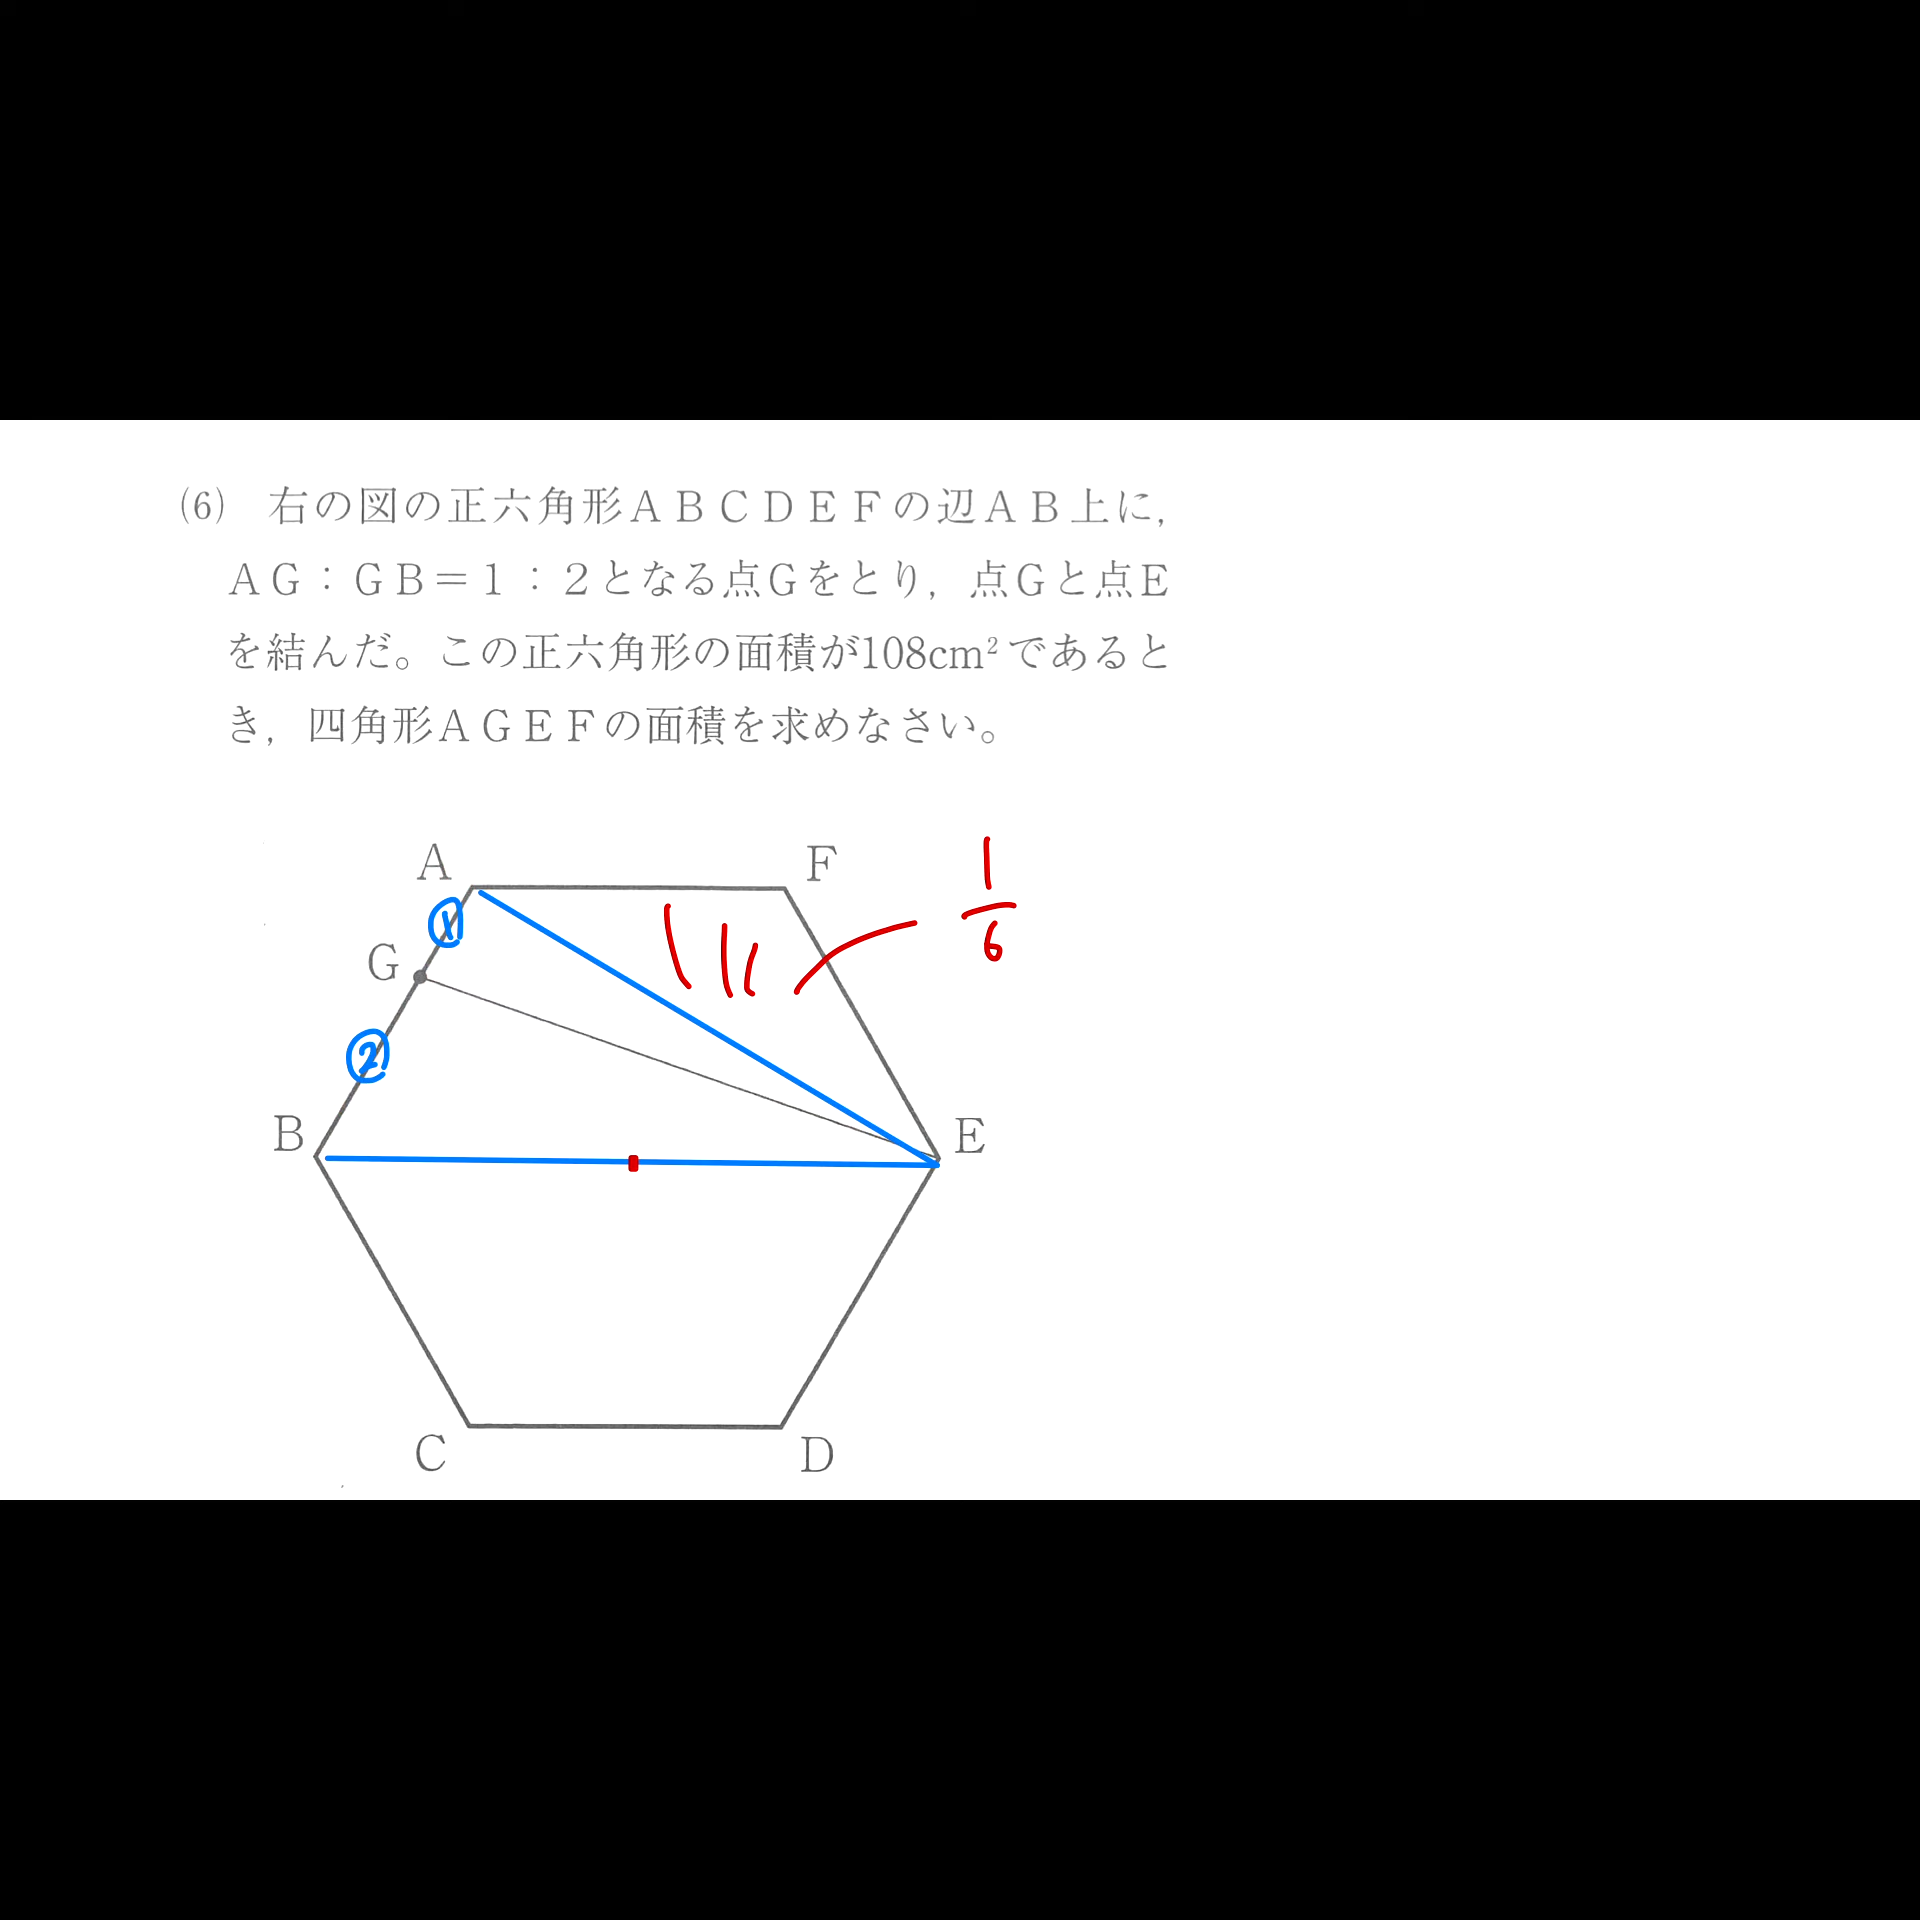 (6) 右の図の正六角形ABCDEFの辺AB上に,
AG:GB=1:2となる点Gをとり,点Gと点E
を結んだ。この正六角形の面積が108cm²であると
き,四角形AGEFの面積を求めなさい。
A
F
1
6
①
G
②
B
E
C
D